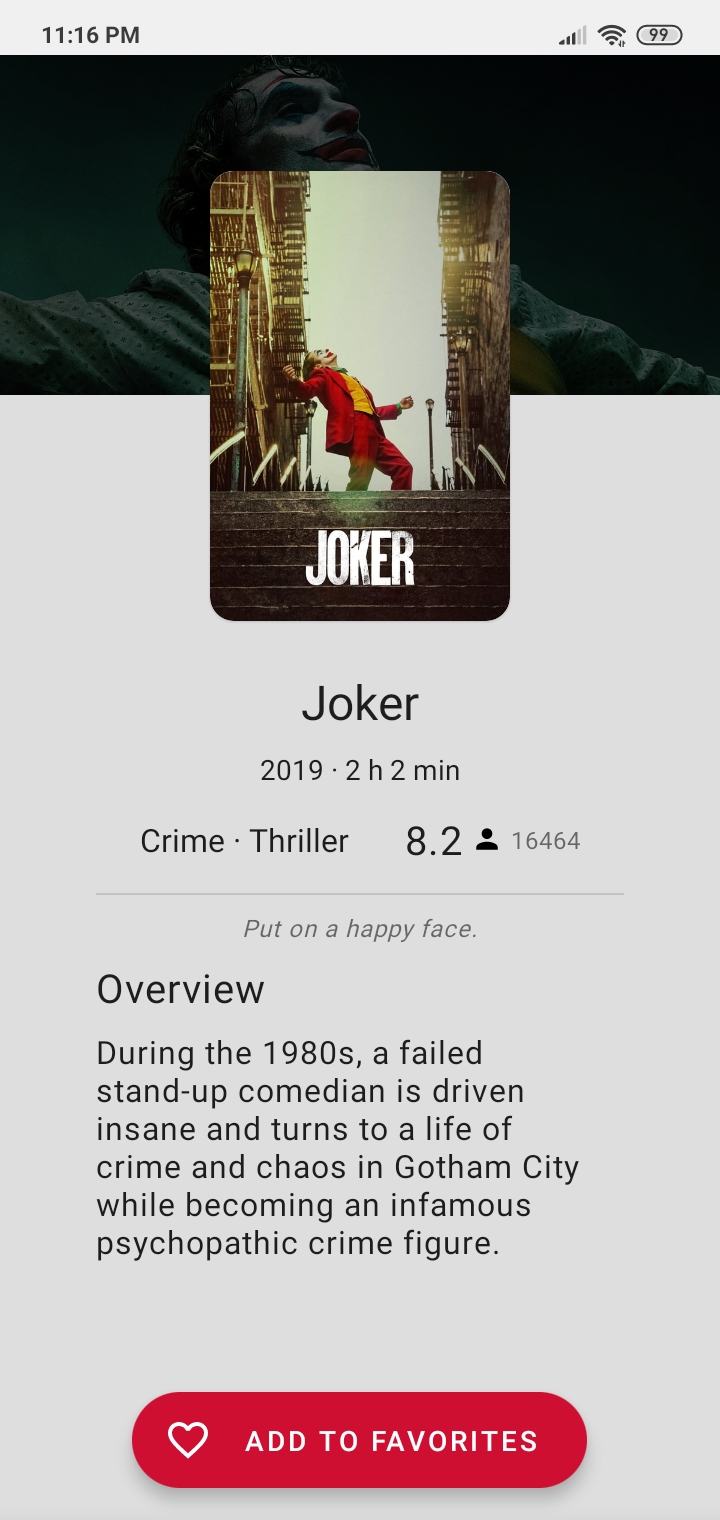 11:16 PM
99
JOKER
Joker
2019 · 2 h 2 min
Crime · Thriller 8.2 16464
Put on a happy face.
Overview
During the 1980s, a failed
stand-up comedian is driven
insane and turns to a life of
crime and chaos in Gotham City
while becoming an infamous
psychopathic crime figure.
ADD TO FAVORITES